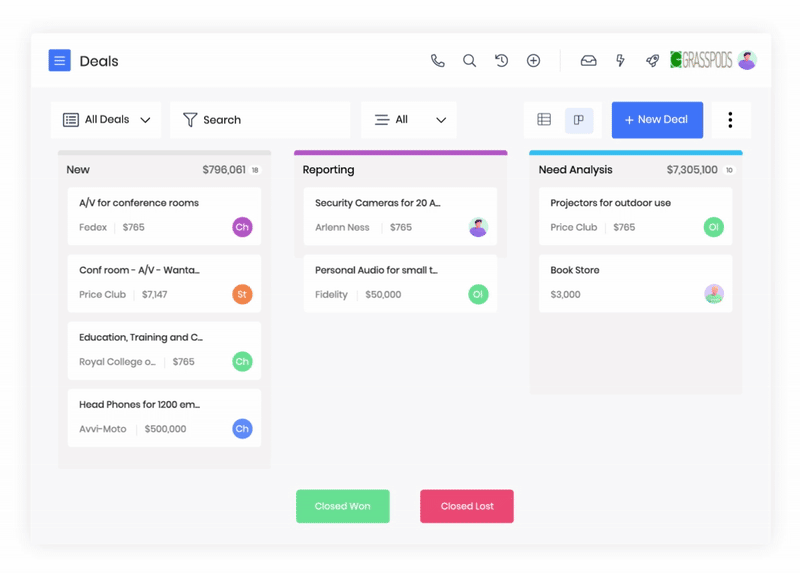 Deals
GRASSPODS
All Deals
Search
All
+ New Deal
New $796,061 18
A/V for conference rooms
Fedex $765 Ch
Conf room - A/V - Wanta...
Price Club $7,147 St
Education, Training and C...
Royal College o... $765 Ch
Head Phones for 1200 em...
Avvi-Moto $500,000 Ch
Reporting
Security Cameras for 20 A...
Arlenn Ness $765
Personal Audio for small t...
Fidelity $50,000 Ol
Need Analysis $7,305,100 10
Projectors for outdoor use
Price Club $765 Ol
Book Store
$3,000
Closed Won
Closed Lost